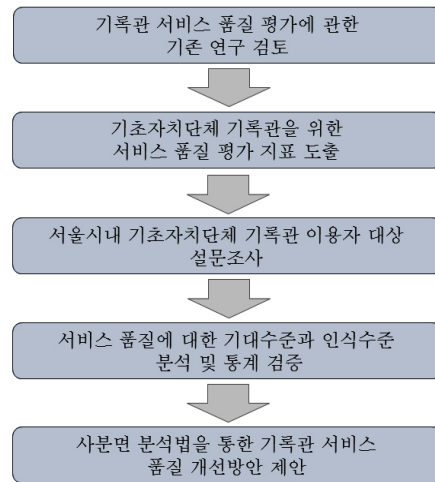 기록관 서비스 품질 평가에 관한
기존 연구 검토
기초자치단체 기록관을 위한
서비스 품질 평가 지표 도출
서울시내 기초자치단체 기록관 이용자 대상
설문조사
서비스 품질에 대한 기대수준과 인식수준
분석 및 통계 검증
사분면 분석법을 통한 기록관 서비스
품질 개선방안 제안